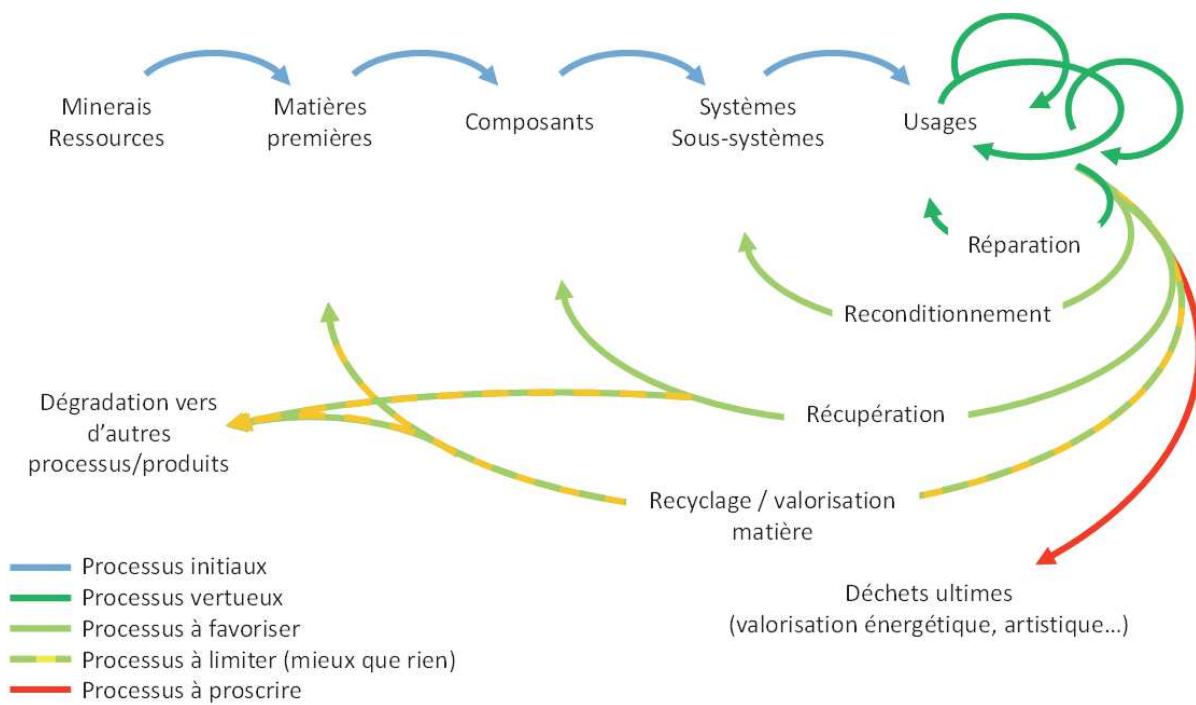 Minerais
Ressources
Matières
premières
Composants
Systèmes
Sous-systèmes
Usages
Réparation
Reconditionnement
Récupération
Dégradation vers
d'autres
processus/produits
Recyclage / valorisation
matière
Déchets ultimes
(valorisation énergétique, artistique...)
Processus initiaux
Processus vertueux
Processus à favoriser
Processus à limiter (mieux que rien)
Processus à proscrire